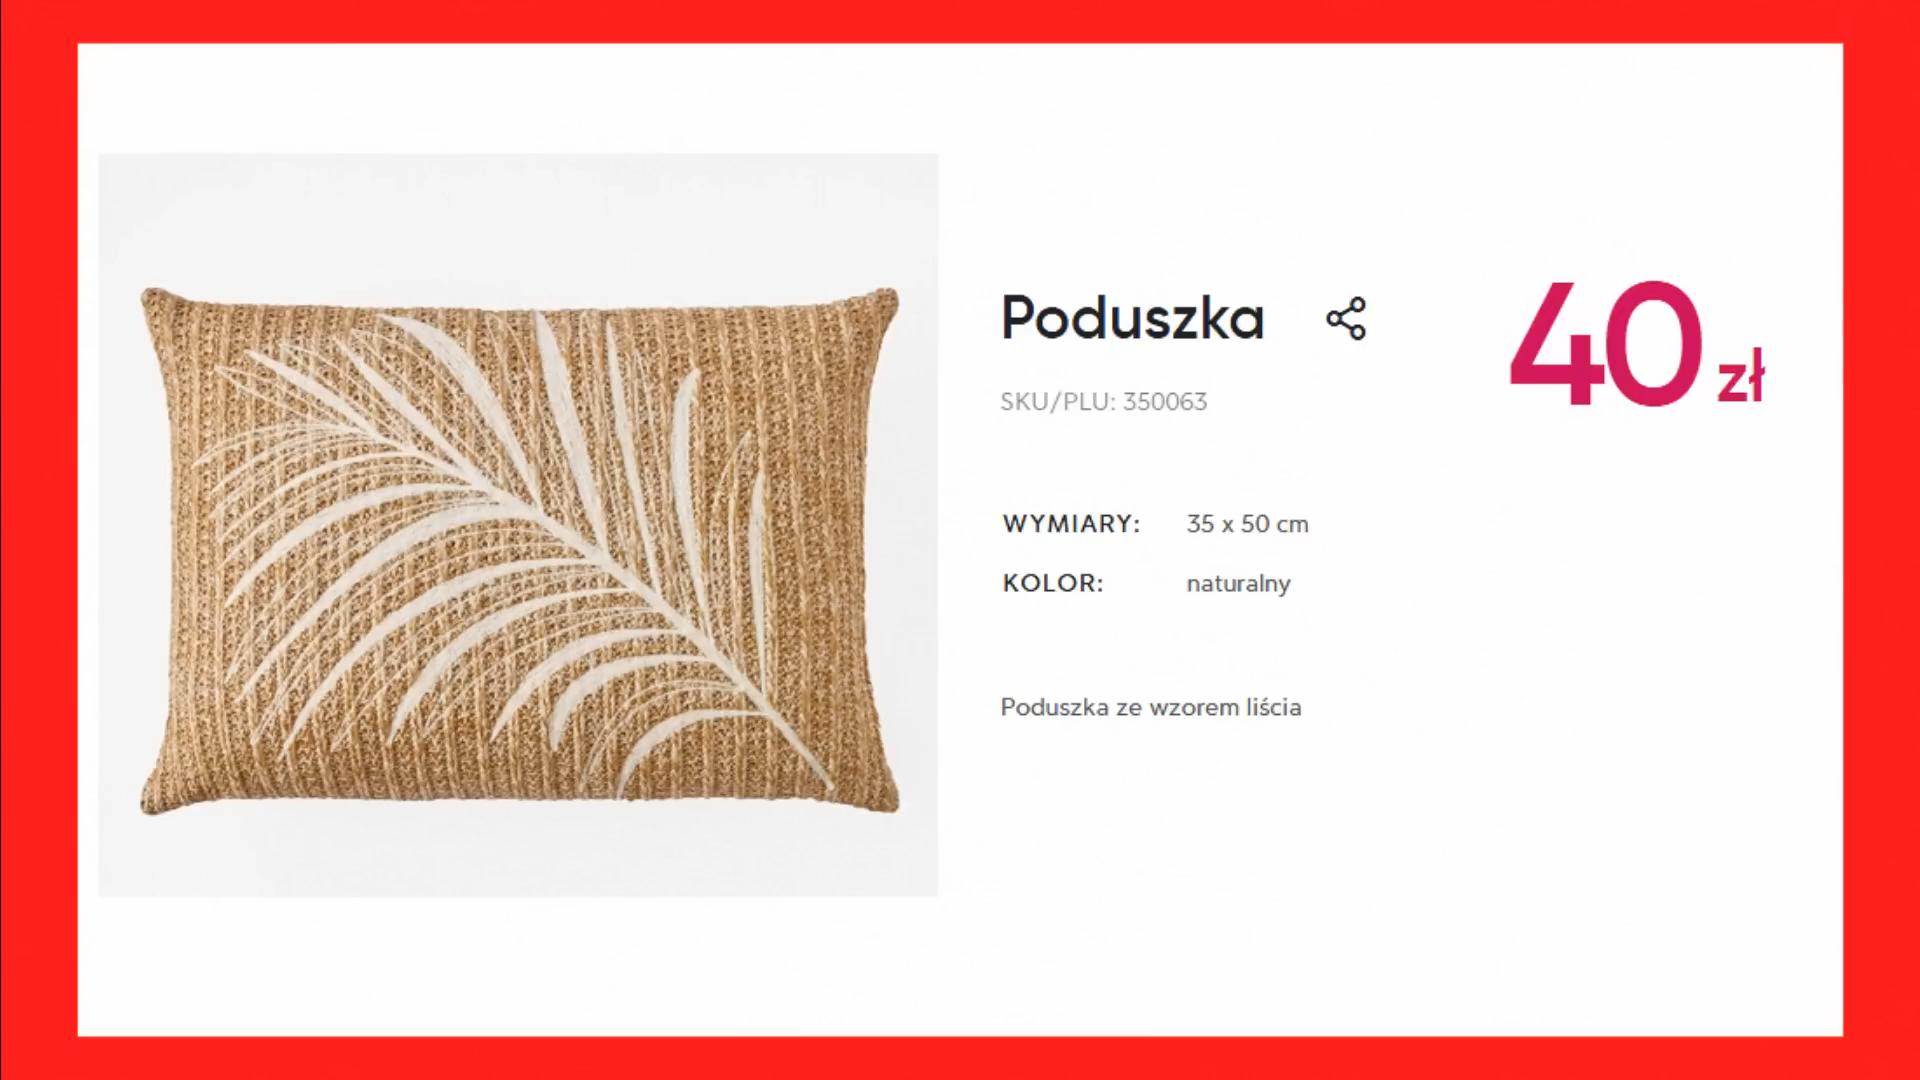 Poduszka
40 zł
SKU/PLU: 350063
WYMIARY: 35 x 50 cm
KOLOR: naturalny
Poduszka ze wzorem liścia